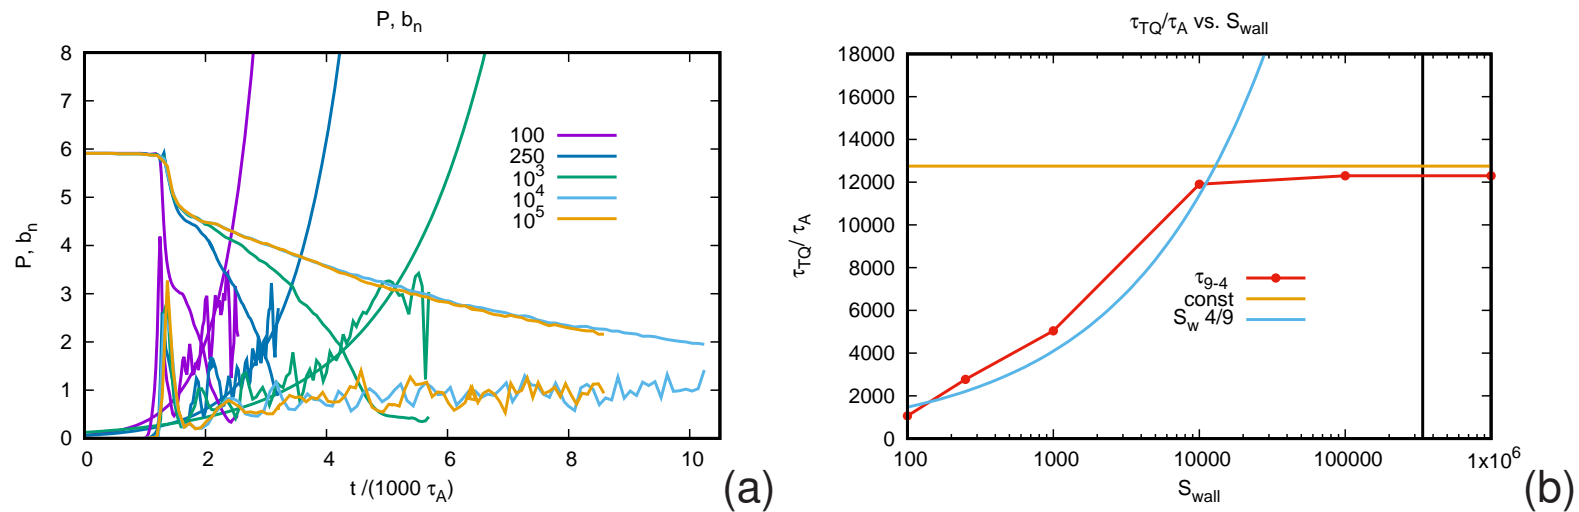 P, b_n
8
7
6
5
4
3
2
1
0
P, b_n
100
250
10^3
10^4
10^5
0 2 4 6 8 10
t /(1000 τ_A)
(a)
τ_TQ/τ_A vs. S_wall
18000
16000
14000
12000
10000
8000
6000
4000
2000
0
τ_TQ/ τ_A
τ_9-4
const
S_w 4/9
100 1000 10000 100000 1x10^6
S_wall
(b)